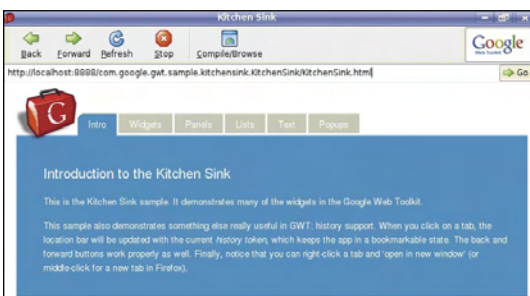 Kitchen Sink
Back Forward Refresh Stop Compile/Browse
Google
Web Toolkit
http://localhost:8888/com.google.gwt.sample.kitchensink.KitchenSink/KitchenSink.html Go
G
Intro Widgets Panels Lists Text Popups
Introduction to the Kitchen Sink
This is the Kitchen Sink sample. It demonstrates many of the widgets in the Google Web Toolkit.
This sample also demonstrates something else really useful in GWT: history support. When you click on a tab, the
location bar will be updated with the current history token, which keeps the app in a bookmarkable state. The back and
forward buttons work properly as well. Finally, notice that you can right-click a tab and 'open in new window' (or
middle-click for a new tab in Firefox).